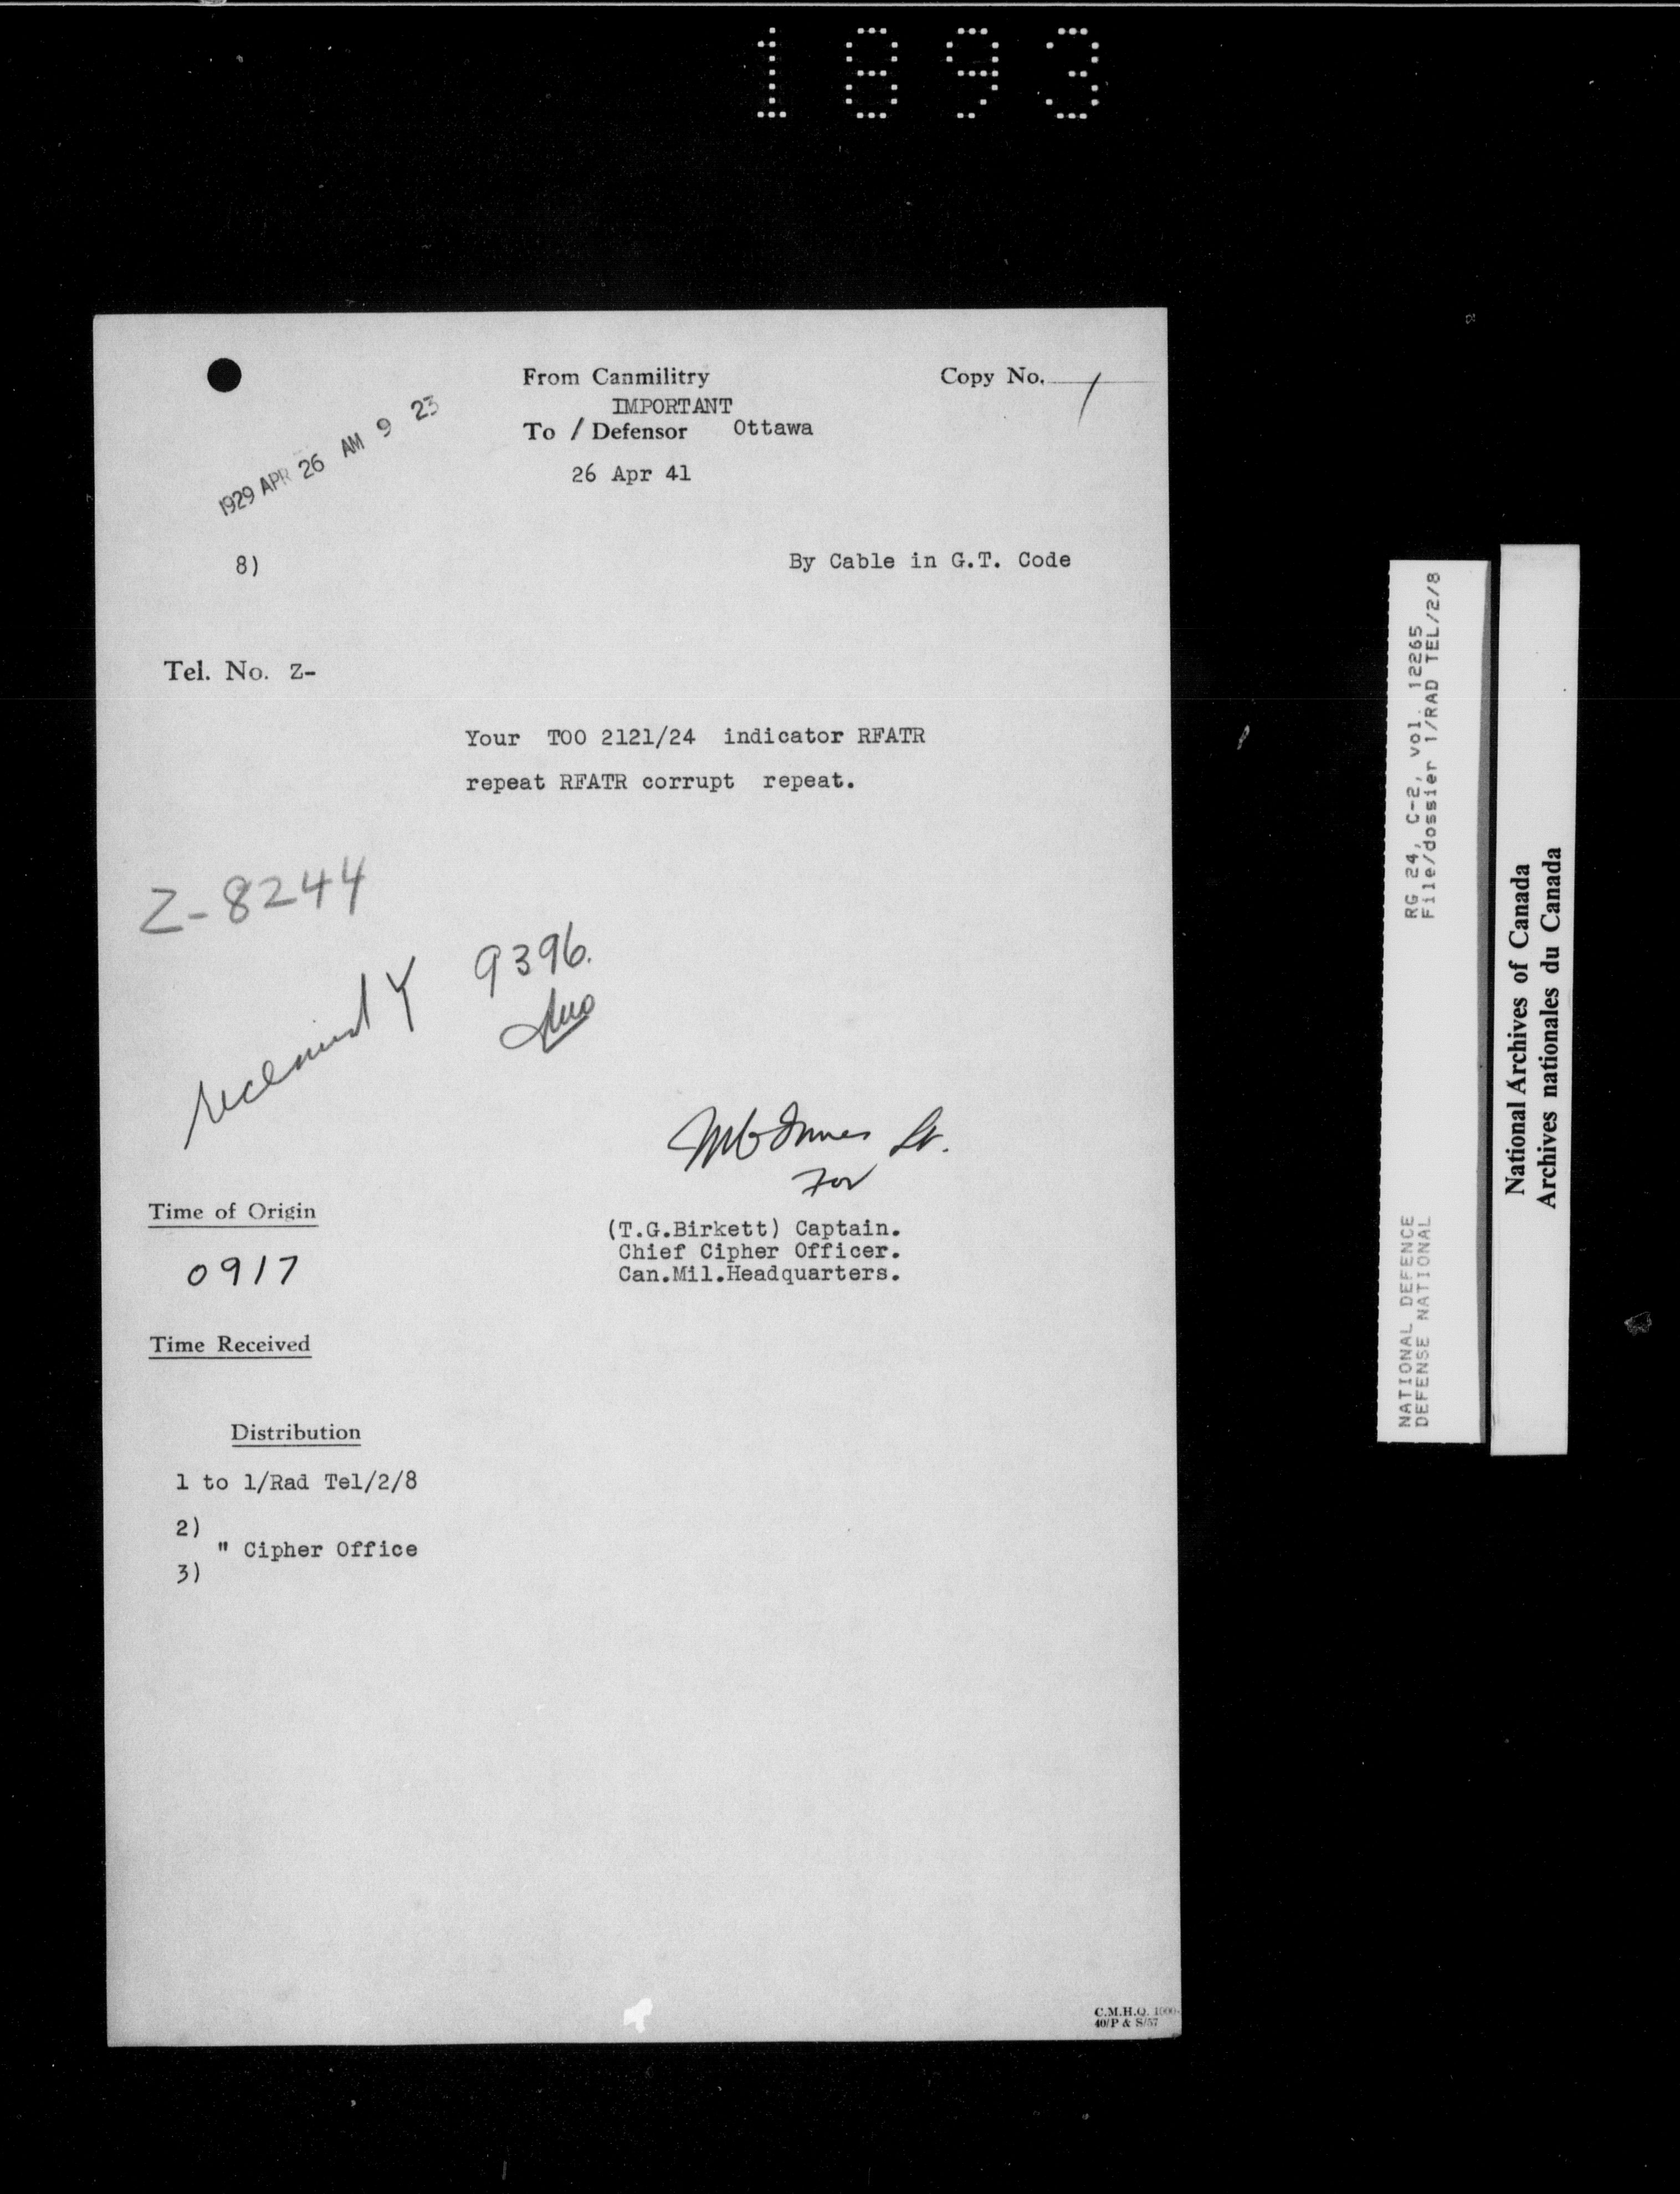 1893
From Canmilitry
Copy No. 1
IMPORTANT
To / Defensor Ottawa
1929 APR 26 AM 9 23
26 Apr 41
8)
By Cable in G.T. Code
Tel. No. Z-
Your TOO 2121/24 indicator RFATR
repeat RFATR corrupt repeat.
Z-8244
9396.
For
(T.G.Birkett) Captain.
Chief Cipher Officer.
Can.Mil.Headquarters.
Time of Origin
0917
Time Received
Distribution
1 to 1/Rad Tel/2/8
2)
" Cipher Office
3)
C.M.H.Q. 1000-
40/P & S/57
NATIONAL DEFENCE RG 24, C-2, vol. 12265
DEFENSE NATIONAL File/dossier 1/RAD TEL/2/8
National Archives of Canada
Archives nationales du Canada